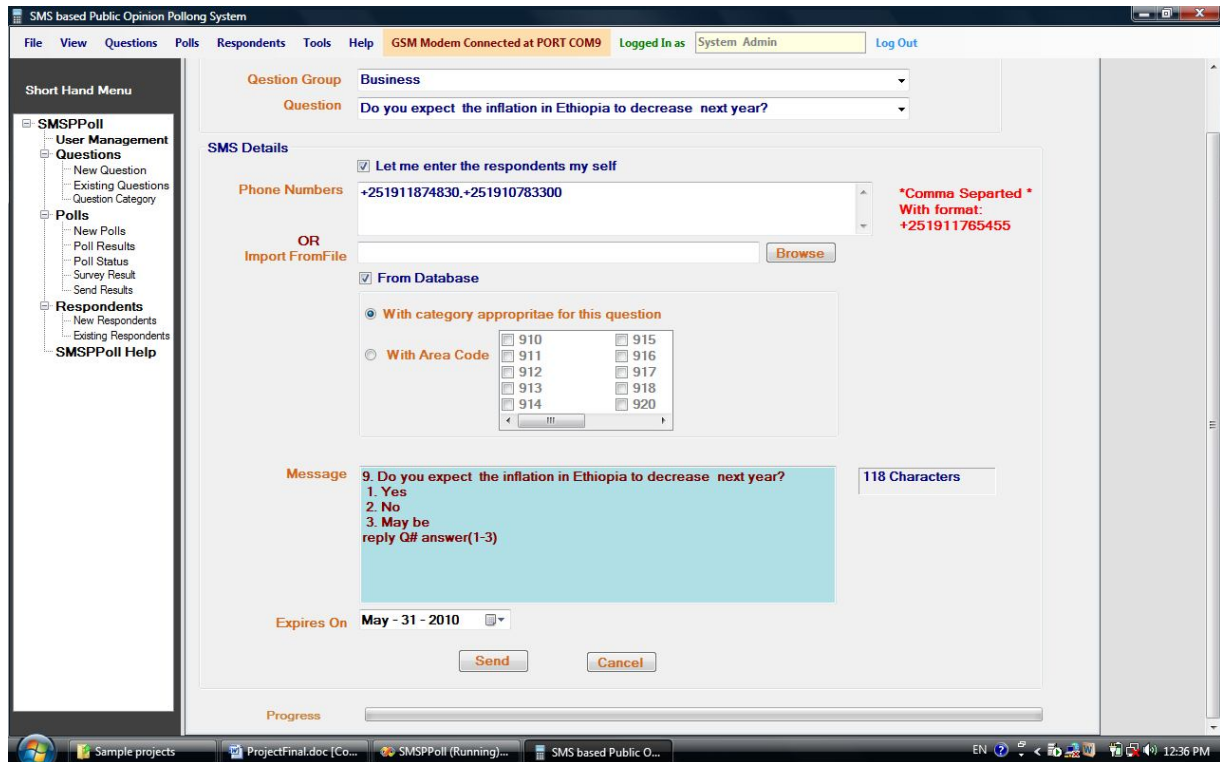 SMS based Public Opinion Pollong System
File View Questions Polls Respondents Tools Help GSM Modem Connected at PORT COM9 Logged In as System Admin Log Out
Short Hand Menu
SMSPPoll
User Management
Questions
New Question
Existing Questions
Question Category
Polls
New Polls
Poll Results
Poll Status
Survey Result
Send Results
Respondents
New Respondents
Existing Respondents
SMSPPoll Help
Qestion Group Business
Question Do you expect the inflation in Ethiopia to decrease next year?
SMS Details
Let me enter the respondents my self
Phone Numbers +251911874830,+251910783300
*Comma Separted *
With format:
+251911765455
OR
Import FromFile Browse
From Database
With category appropritae for this question
With Area Code
910 915
911 916
912 917
913 918
914 920
Message 9. Do you expect the inflation in Ethiopia to decrease next year?
1. Yes
2. No
3. May be
reply Q# answer(1-3)
118 Characters
Expires On May - 31 - 2010
Send Cancel
Progress
Sample projects ProjectFinal.doc [Co... SMSPPoll (Running)... SMS based Public O... EN 12:36 PM